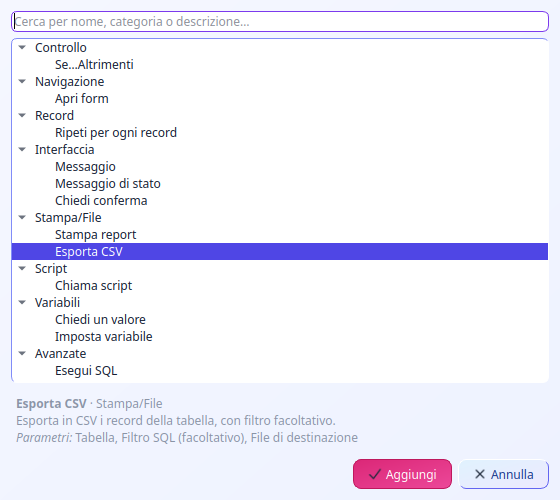 Cerca per nome, categoria o descrizione...
Controllo
Se...Altrimenti
Navigazione
Apri form
Record
Ripeti per ogni record
Interfaccia
Messaggio
Messaggio di stato
Chiedi conferma
Stampa/File
Stampa report
Esporta CSV
Script
Chiama script
Variabili
Chiedi un valore
Imposta variabile
Avanzate
Esegui SQL
Esporta CSV · Stampa/File
Esporta in CSV i record della tabella, con filtro facoltativo.
Parametri: Tabella, Filtro SQL (facoltativo), File di destinazione
Aggiungi
Annulla